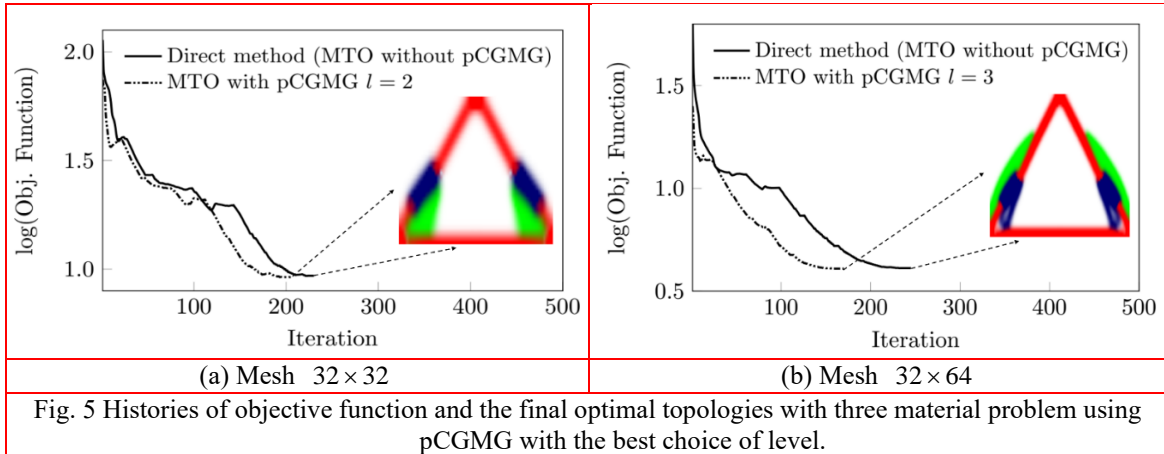 2.0
1.5
1.0
log(Obj. Function)
Direct method (MTO without pCGMG)
MTO with pCGMG l = 2
100 200 300 400 500
Iteration
1.5
1.0
0.5
log(Obj. Function)
Direct method (MTO without pCGMG)
MTO with pCGMG l = 3
100 200 300 400 500
Iteration
(a) Mesh 32 × 32
(b) Mesh 32 × 64
Fig. 5 Histories of objective function and the final optimal topologies with three material problem using
pCGMG with the best choice of level.